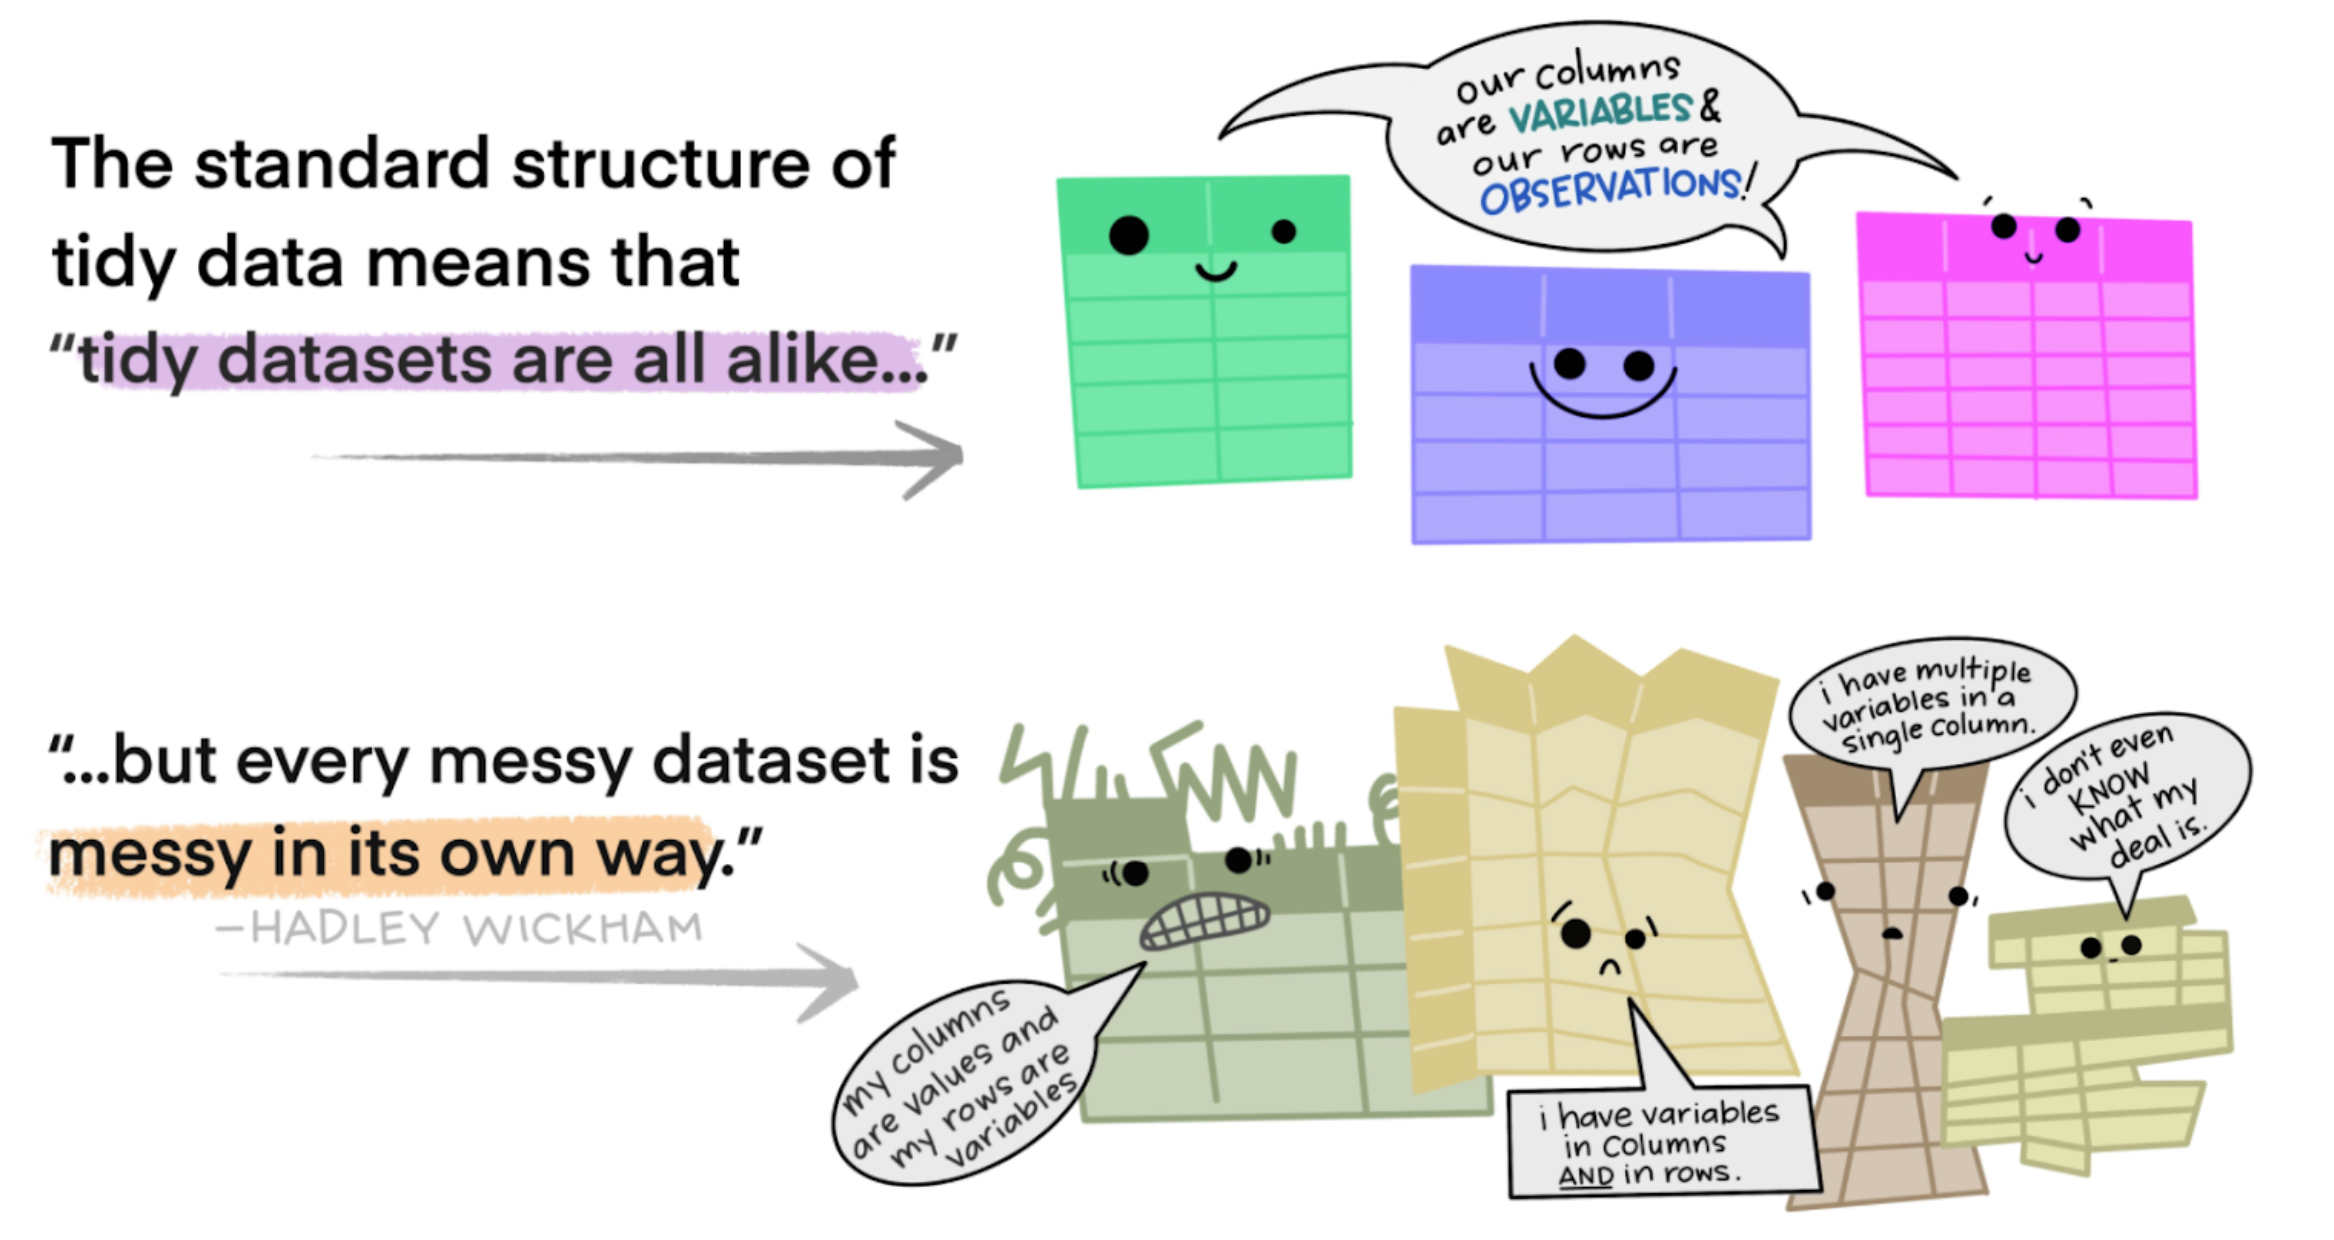 The standard structure of
tidy data means that
“tidy datasets are all alike...”
our columns
are VARIABLES &
our rows are
OBSERVATIONS!
“...but every messy dataset is
messy in its own way.”
–HADLEY WICKHAM
my columns
are values and
my rows are
variables
i have variables
in columns
AND in rows.
i have multiple
variables in a
single column.
i don't even
KNOW
what my
deal is.